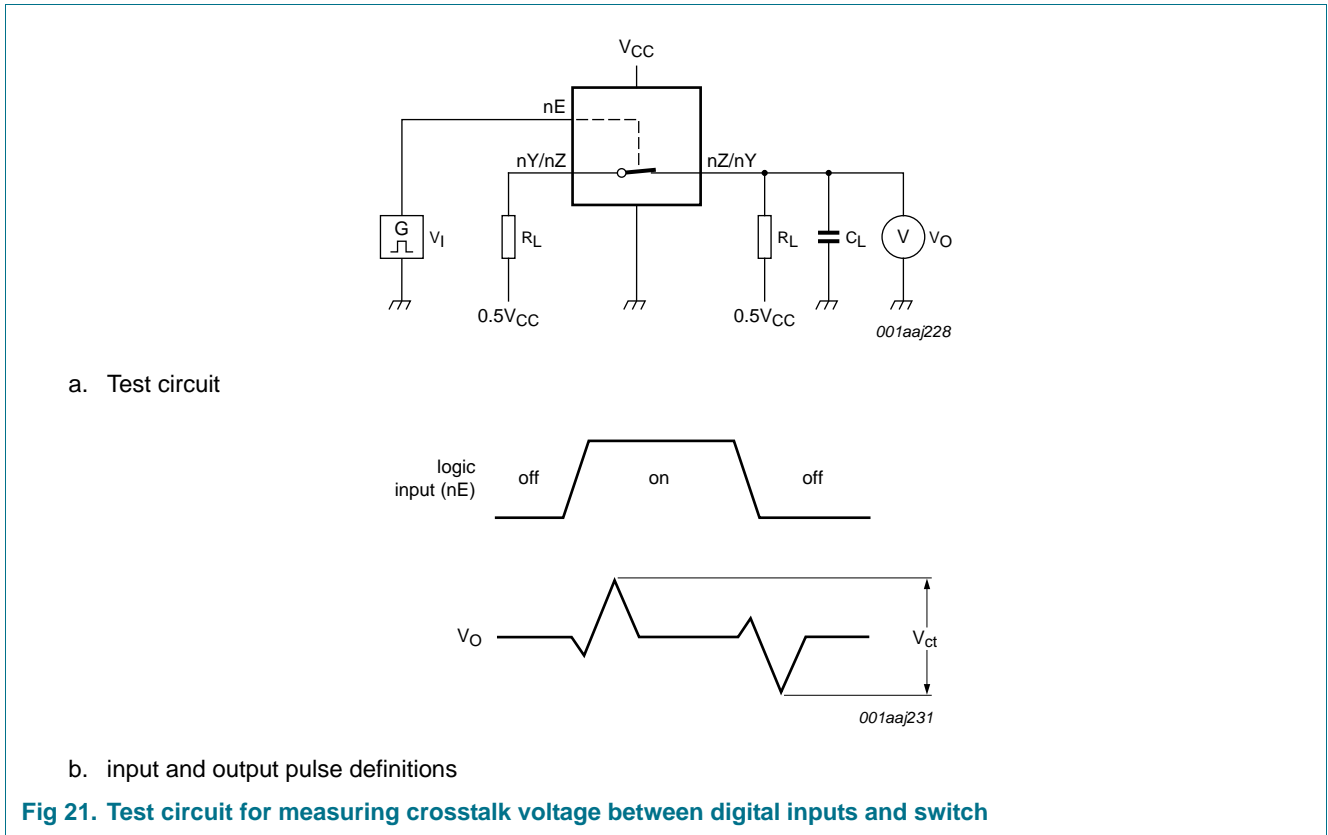 VCC
nE
nY/nZ
nZ/nY
G
VI
RL
RL
CL
V
VO
0.5VCC
0.5VCC
001aaj228
a. Test circuit
logic
input (nE)
off
on
off
VO
Vct
001aaj231
b. input and output pulse definitions
Fig 21. Test circuit for measuring crosstalk voltage between digital inputs and switch